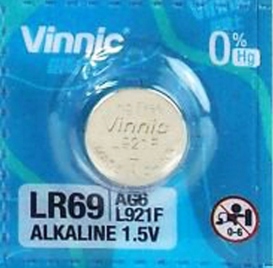 Vinnic
0%
Hg
Vinnic
L921F
LR69
AG6
L921F
ALKALINE 1.5V
0-6